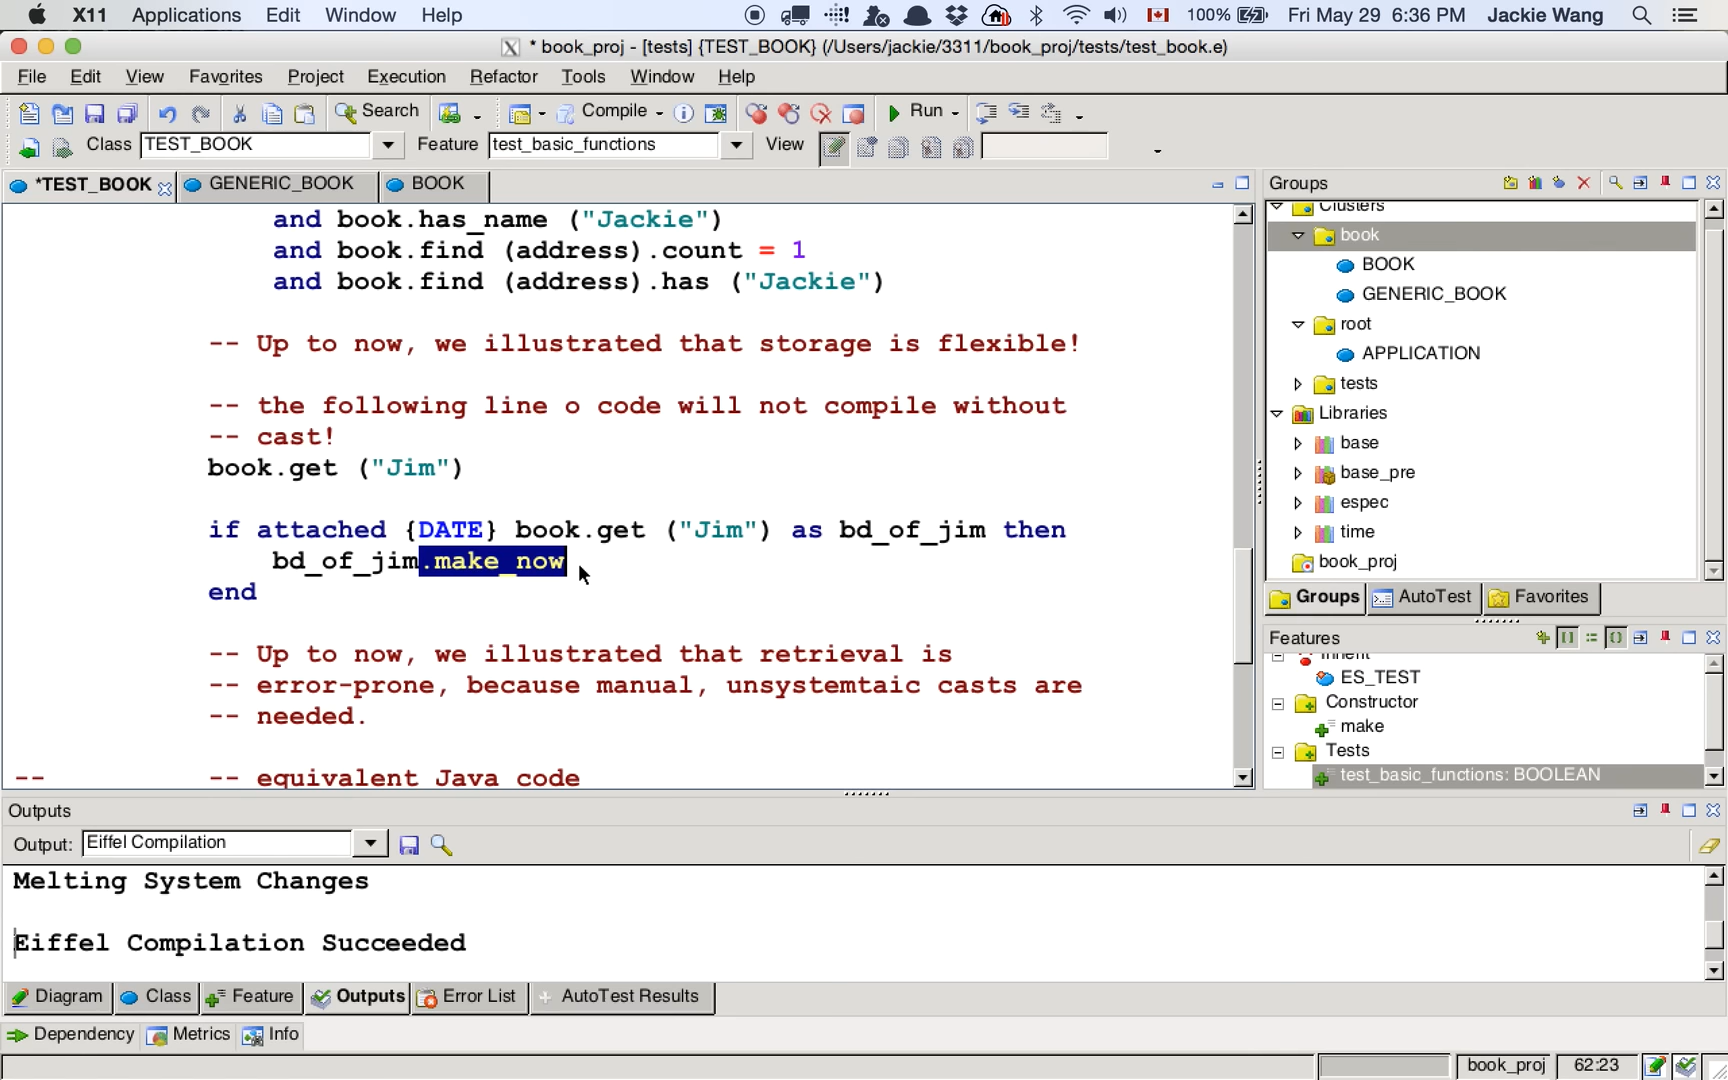 X11 Applications Edit Window Help 100% Fri May 29 6:36 PM Jackie Wang
X * book_proj - [tests] {TEST_BOOK} (/Users/jackie/3311/book_proj/tests/test_book.e)
File Edit View Favorites Project Execution Refactor Tools Window Help
Search Compile Run
Class TEST_BOOK Feature test_basic_functions View
*TEST_BOOK GENERIC_BOOK BOOK
and book.has_name ("Jackie")
and book.find (address).count = 1
and book.find (address).has ("Jackie")
-- Up to now, we illustrated that storage is flexible!
-- the following line o code will not compile without
-- cast!
book.get ("Jim")
if attached {DATE} book.get ("Jim") as bd_of_jim then
bd_of_jim.make_now
end
-- Up to now, we illustrated that retrieval is
-- error-prone, because manual, unsystemtaic casts are
-- needed.
-- -- equivalent Java code
Groups
Clusters
book
BOOK
GENERIC_BOOK
root
APPLICATION
tests
Libraries
base
base_pre
espec
time
book_proj
Groups AutoTest Favorites
Features
Inherit
ES_TEST
Constructor
make
Tests
test_basic_functions: BOOLEAN
Outputs
Output: Eiffel Compilation
Melting System Changes
Eiffel Compilation Succeeded
Diagram Class Feature Outputs Error List AutoTest Results
Dependency Metrics Info
book_proj 62:23